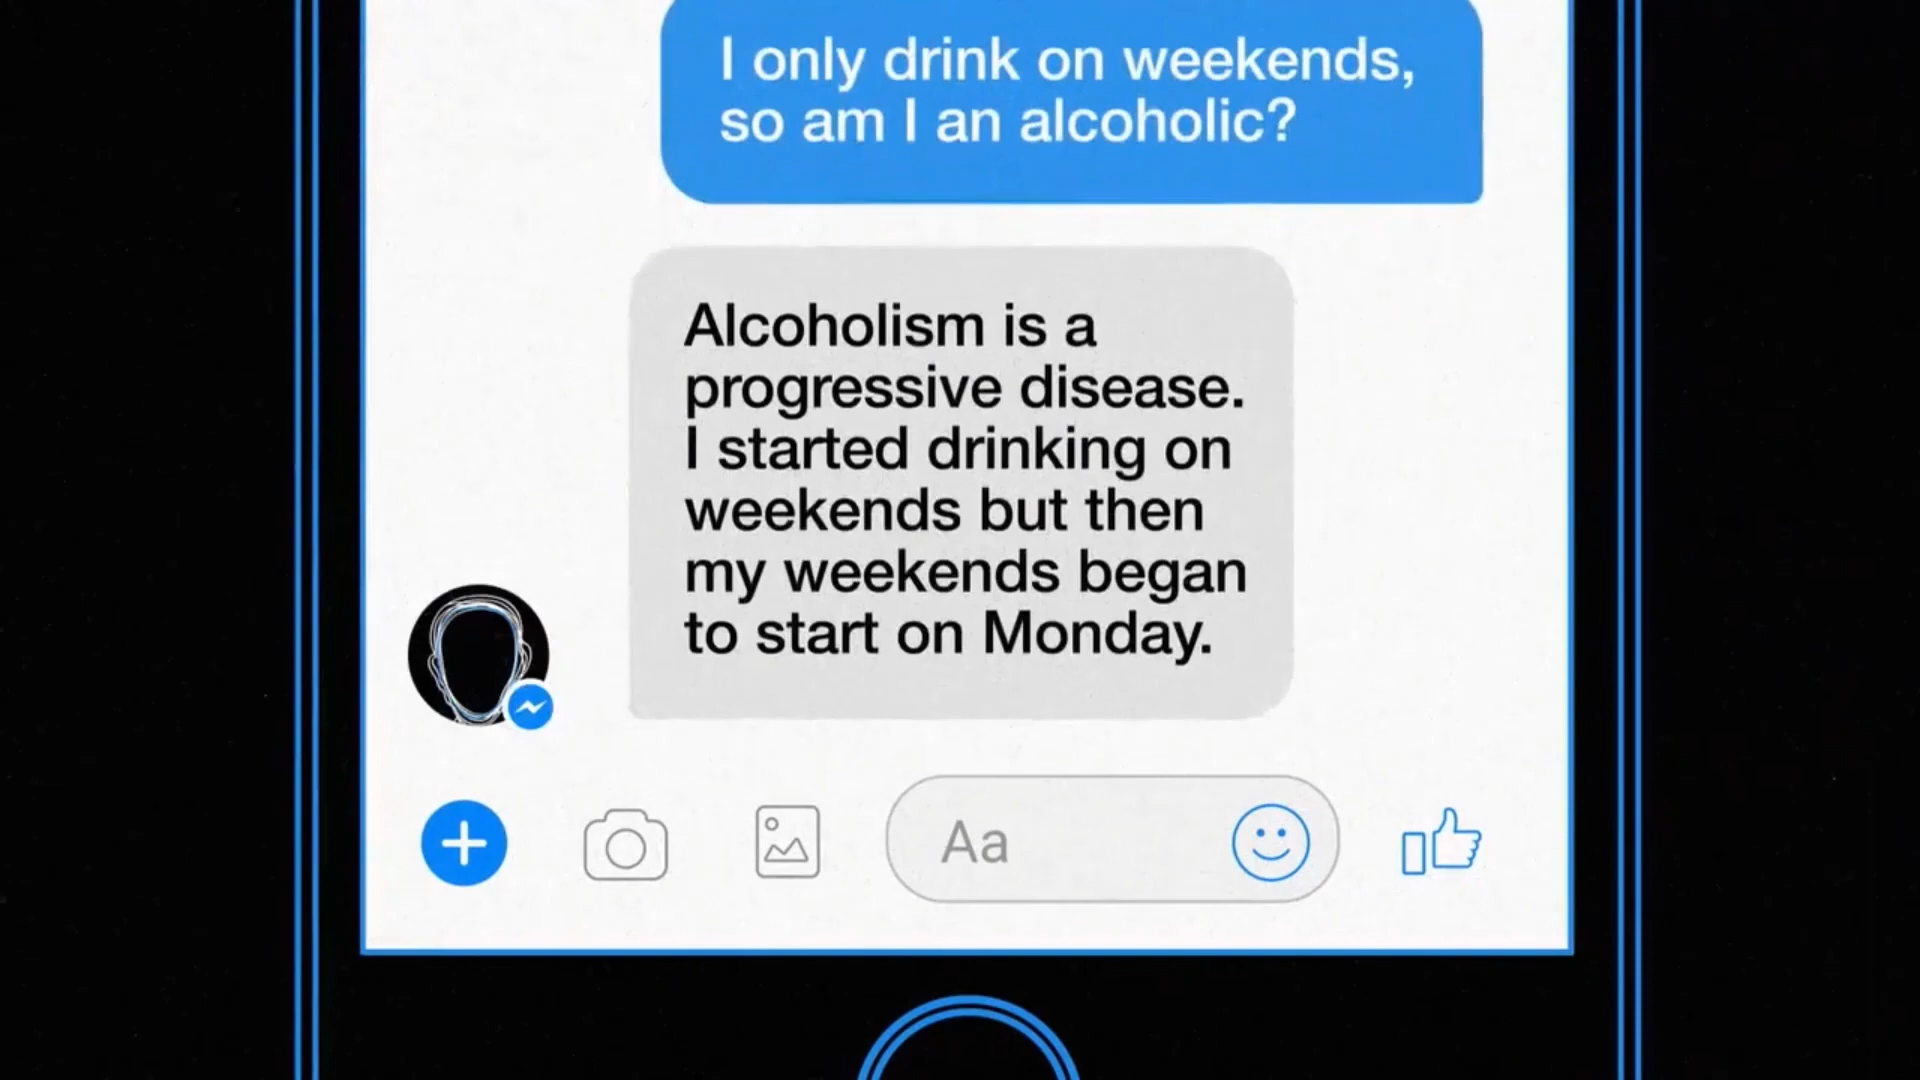 I only drink on weekends,
so am I an alcoholic?
Alcoholism is a
progressive disease.
I started drinking on
weekends but then
my weekends began
to start on Monday.
Aa